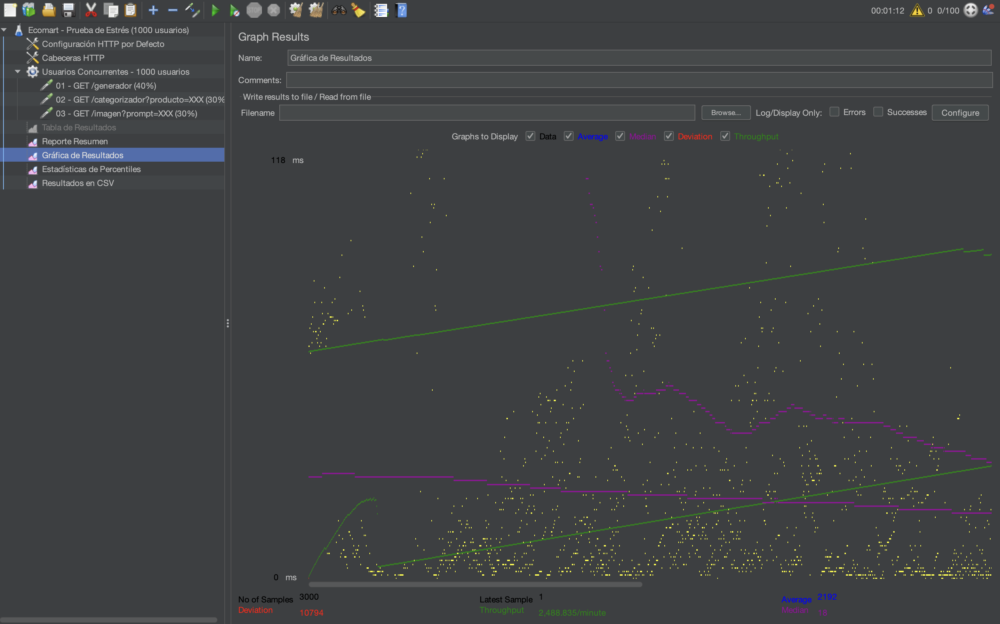 STOP
00:01:12 0 0/100
Ecomart - Prueba de Estrés (1000 usuarios)
Configuración HTTP por Defecto
Cabeceras HTTP
Usuarios Concurrentes - 1000 usuarios
01 - GET /generador (40%)
02 - GET /categorizador?producto=XXX (30%
03 - GET /imagen?prompt=XXX (30%)
Tabla de Resultados
Reporte Resumen
Gráfica de Resultados
Estadísticas de Percentiles
Resultados en CSV
Graph Results
Name: Gráfica de Resultados
Comments:
Write results to file / Read from file
Filename Browse... Log/Display Only: Errors Successes Configure
Graphs to Display Data Average Median Deviation Throughput
118 ms
0 ms
No of Samples 3000 Latest Sample 1 Average 2192
Deviation 10794 Throughput 2,488.835/minute Median 18